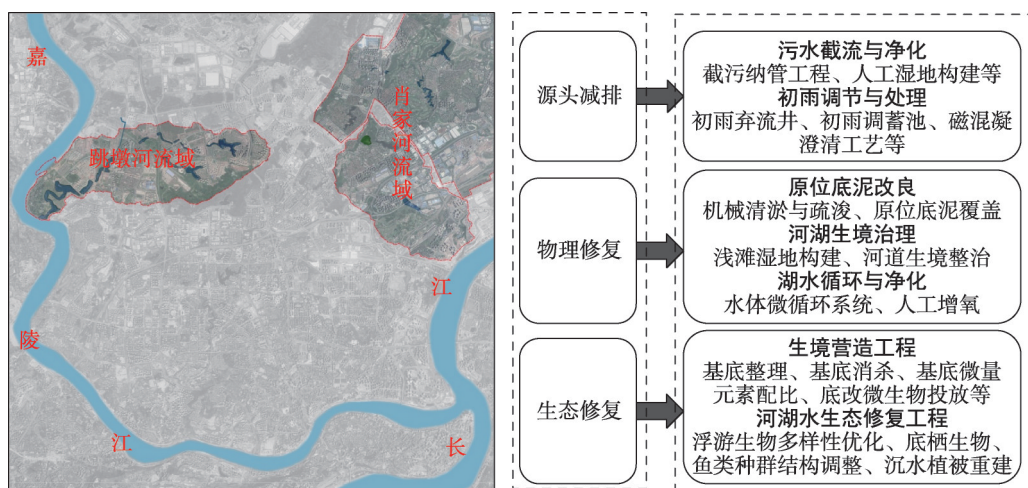 嘉
陵
江
长
江
跳墩河流域
肖家河流域
源头减排
污水截流与净化
截污纳管工程、人工湿地构建等
初雨调节与处理
初雨弃流井、初雨调蓄池、磁混凝
澄清工艺等
物理修复
原位底泥改良
机械清淤与疏浚、原位底泥覆盖
河湖生境治理
浅滩湿地构建、河道生境整治
湖水循环与净化
水体微循环系统、人工增氧
生态修复
生境营造工程
基底整理、基底消杀、基底微量
元素配比、底改微生物投放等
河湖水生态修复工程
浮游生物多样性优化、底栖生物、
鱼类种群结构调整、沉水植被重建